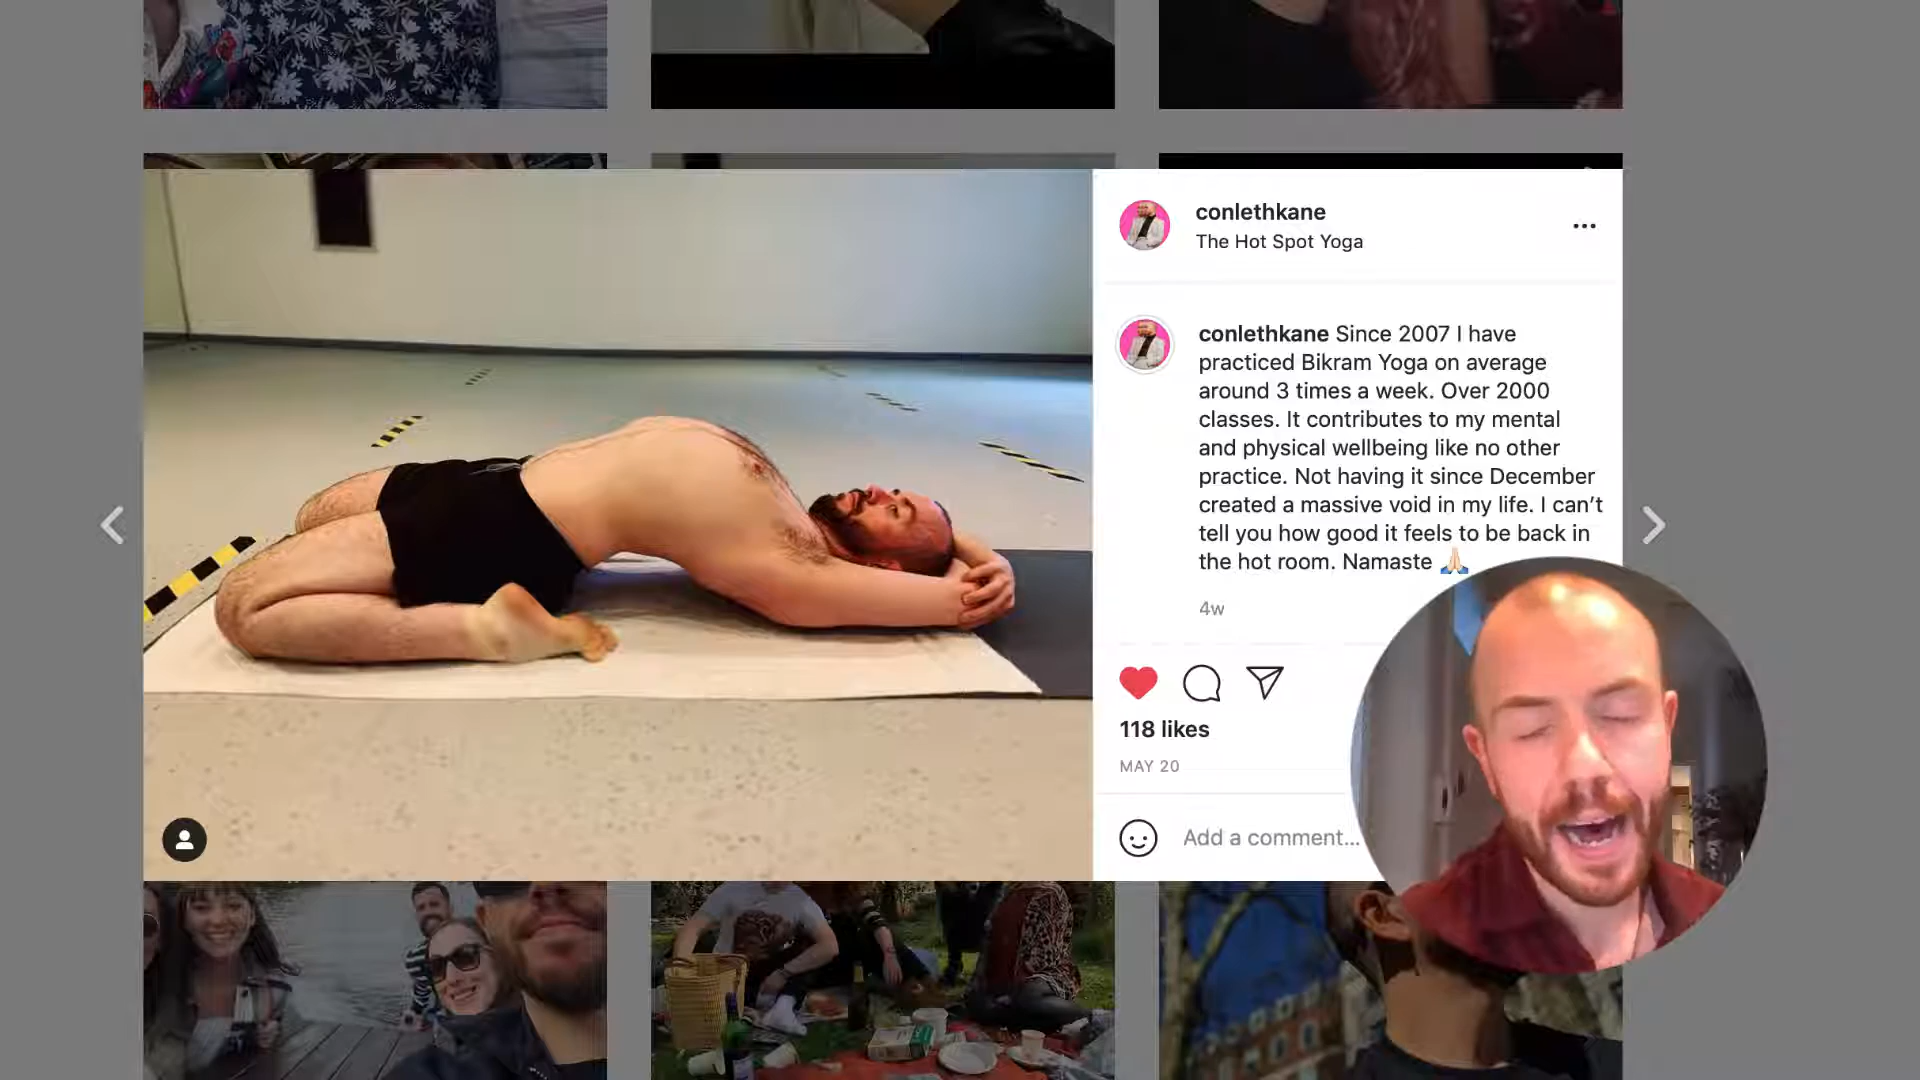 conlethkane
The Hot Spot Yoga
conlethkane Since 2007 I have
practiced Bikram Yoga on average
around 3 times a week. Over 2000
classes. It contributes to my mental
and physical wellbeing like no other
practice. Not having it since December
created a massive void in my life. I can’t
tell you how good it feels to be back in
the hot room. Namaste 🙏🏻
4w
118 likes
MAY 20
Add a comment...